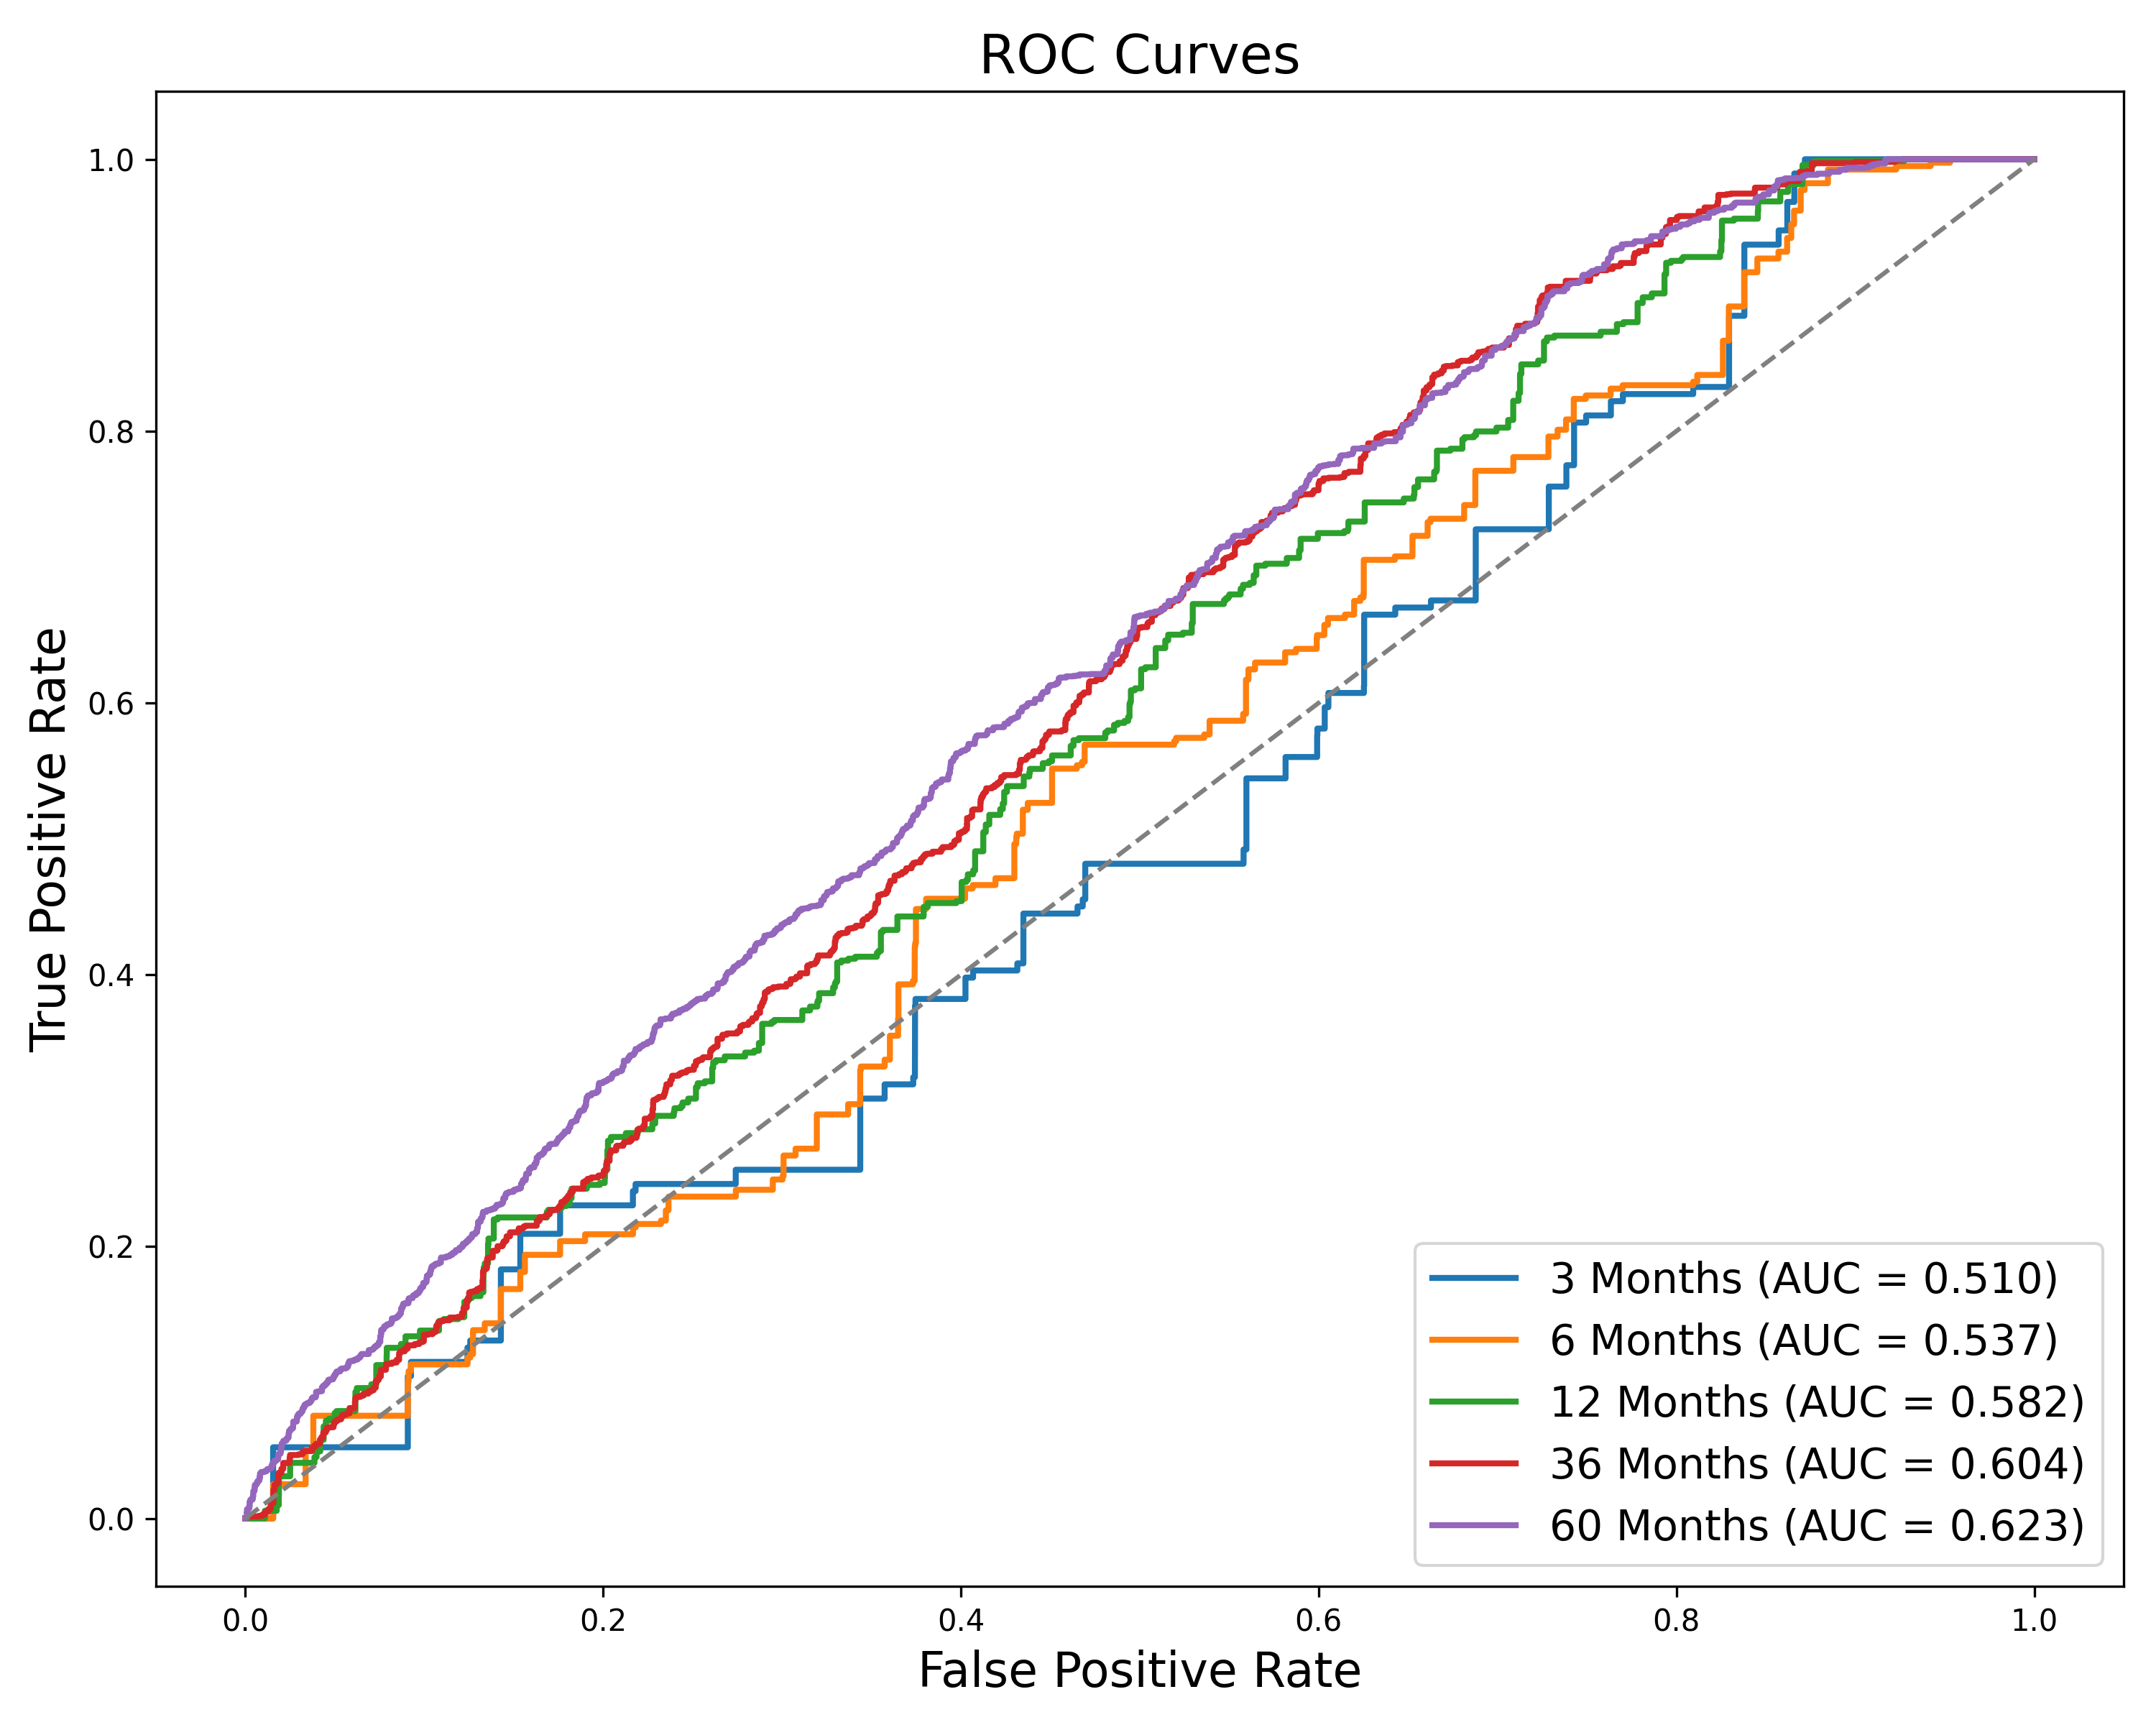 ROC Curves
True Positive Rate
1.0
0.8
0.6
0.4
0.2
0.0
0.0 0.2 0.4 0.6 0.8 1.0
False Positive Rate
3 Months (AUC = 0.510)
6 Months (AUC = 0.537)
12 Months (AUC = 0.582)
36 Months (AUC = 0.604)
60 Months (AUC = 0.623)